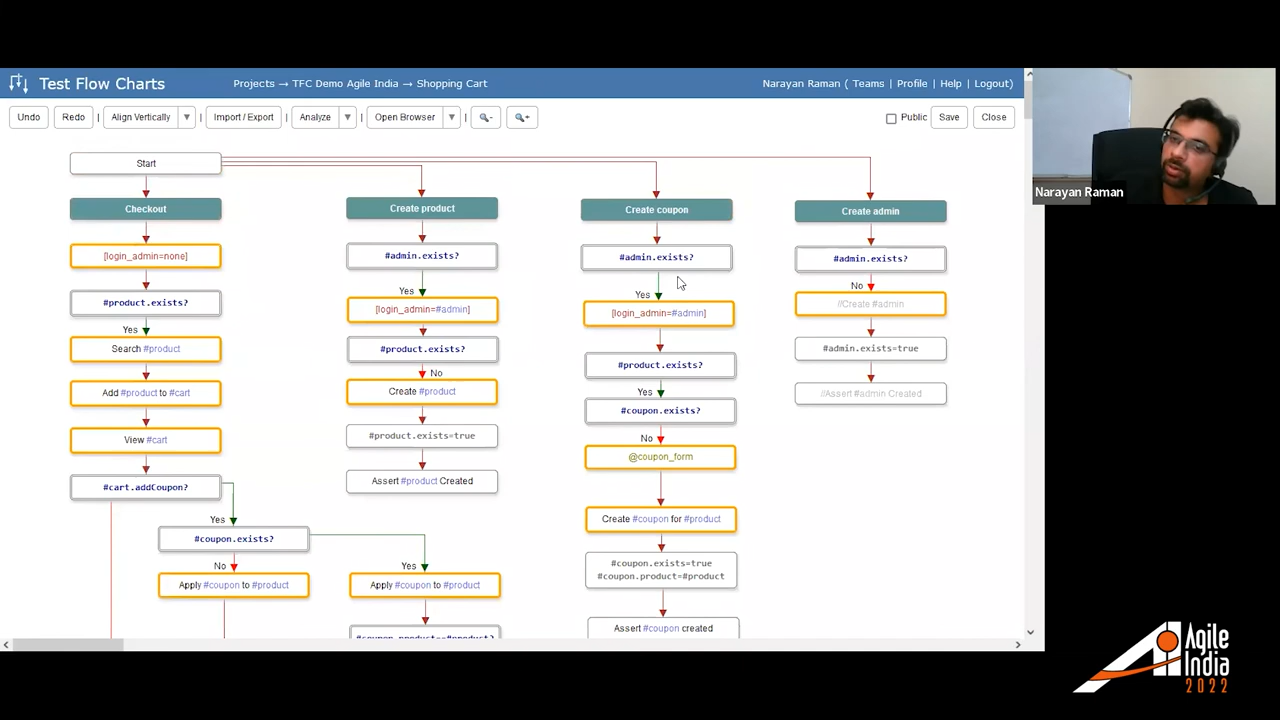 Test Flow Charts
Projects → TFC Demo Agile India → Shopping Cart
Narayan Raman ( Teams | Profile | Help | Logout)
Undo
Redo
| Align Vertically ▼ |
Import / Export
| Analyze ▼ |
Open Browser ▼ |
Public
Save
Close
Narayan Raman
Start
Checkout
[login_admin=none]
#product.exists?
Yes
Search #product
Add #product to #cart
View #cart
#cart.addCoupon?
Yes
#coupon.exists?
No
Apply #coupon to #product
Yes
Apply #coupon to #product
#coupon.product==#product?
Create product
#admin.exists?
Yes
[login_admin=#admin]
#product.exists?
No
Create #product
#product.exists=true
Assert #product Created
Create coupon
#admin.exists?
Yes
[login_admin=#admin]
#product.exists?
Yes
#coupon.exists?
No
@coupon_form
Create #coupon for #product
#coupon.exists=true
#coupon.product=#product
Assert #coupon created
Create admin
#admin.exists?
No
//Create #admin
#admin.exists=true
//Assert #admin Created
Agile
India
2022